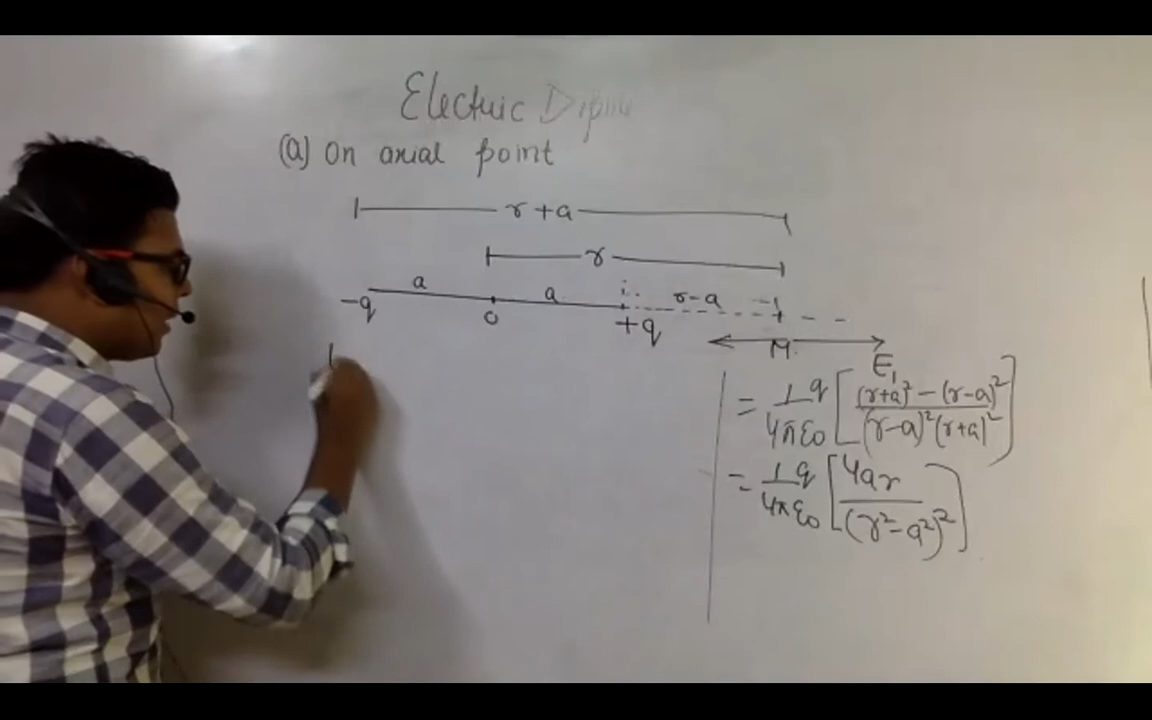 Electric
(a) On axial point
r + a
r
a a r-a
-q o +q
M E₁
= 1/4πε₀ q [(r+a)² - (r-a)² / (r-a)² (r+a)²]
= 1/4πε₀ q [4ar / (r² - a²)²]